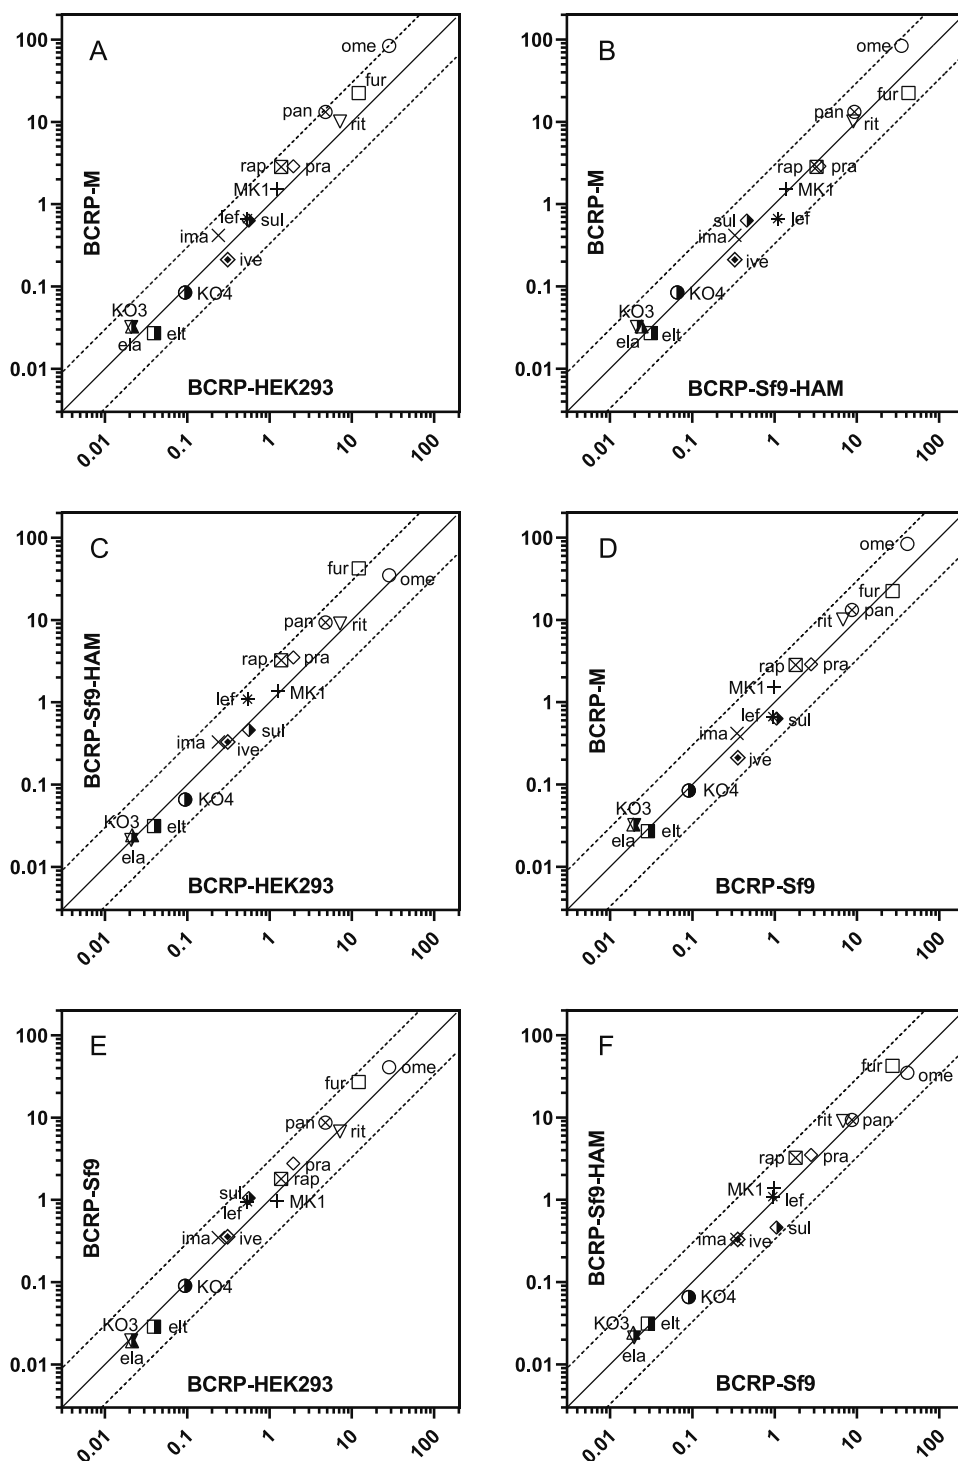 A
B
100
10
1
0.1
0.01
BCRP-M
ome
fur
pan
rit
rap
pra
MK1
lef
sul
ima
ive
KO4
KO3
ela
elt
BCRP-HEK293
0.01
0.1
1
10
100
100
10
1
0.1
0.01
BCRP-M
ome
fur
pan
rit
rap
pra
MK1
sul
lef
ima
ive
KO4
KO3
ela
elt
BCRP-Sf9-HAM
0.01
0.1
1
10
100
C
100
10
1
0.1
0.01
BCRP-Sf9-HAM
fur
ome
pan
rit
rap
pra
MK1
lef
sul
ima
ive
KO4
KO3
elt
ela
BCRP-HEK293
0.01
0.1
1
10
100
D
100
10
1
0.1
0.01
BCRP-M
ome
fur
pan
rit
rap
pra
MK1
lef
sul
ima
ive
KO4
KO3
ela
elt
BCRP-Sf9
0.01
0.1
1
10
100
E
100
10
1
0.1
0.01
BCRP-Sf9
fur
ome
pan
rit
pra
rap
sul
lef
MK1
ima
ive
KO4
KO3
elt
ela
BCRP-HEK293
0.01
0.1
1
10
100
F
100
10
1
0.1
0.01
BCRP-Sf9-HAM
fur
ome
rit
pan
rap
pra
MK1
lef
sul
ima
ive
KO4
KO3
elt
ela
BCRP-Sf9
0.01
0.1
1
10
100